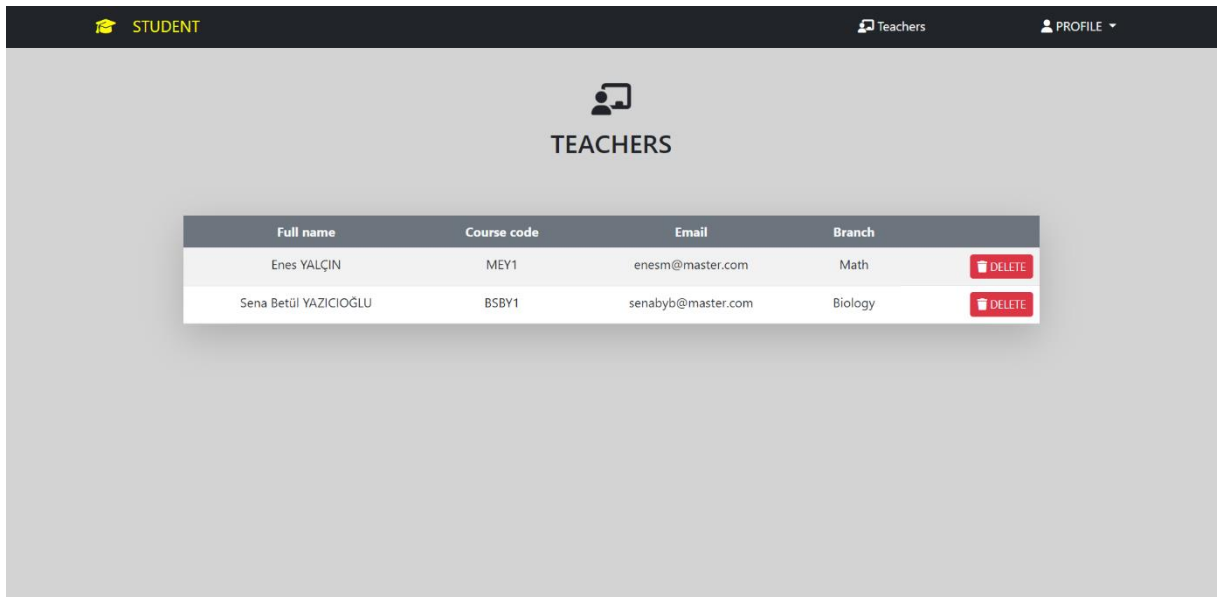 STUDENT Teachers PROFILE
TEACHERS
Full name Course code Email Branch
Enes YALÇIN MEY1 enesm@master.com Math DELETE
Sena Betül YAZICIOĞLU BSBY1 senabyb@master.com Biology DELETE